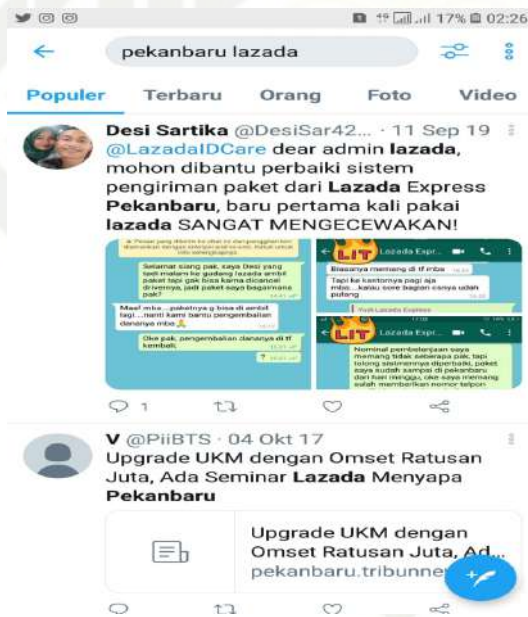 17% 02:26
pekanbaru lazada
Populer Terbaru Orang Foto Video
Desi Sartika @DesiSar42... · 11 Sep 19
@LazadaIDCare dear admin lazada,
mohon dibantu perbaiki sistem
pengiriman paket dari Lazada Express
Pekanbaru, baru pertama kali pakai
lazada SANGAT MENGECEWAKAN!
Selamat siang pak, saya Desi yang
tadi malam ke gudang lazada ambil
paket tapi gak bisa karna dicancel
drivernya, jadi paket saya bagaimana
pak?
Maaf mba....paketnya g bisa di ambil
lagi....nanti kami bantu pengembalian
dananya mba
Oke pak, pengembalian dananya di tf
kembali
?
LIT Lazada Expr...
Biasanya memang di tf mba
Tapi ke kantornya pagi aja
mba....kalau sore bagian
udah
pulang
LIT Lazada Expr...
Nominal perbelanjaan saya
memang tidak seberapa pak, tapi
tolong sistemnya diperbaiki, paket
saya sudah sampai di pekanbaru
dari hari minggu, oke saya memang
salah memberikan nomor telpon
1
V @PiiBTS · 04 Okt 17
Upgrade UKM dengan Omset Ratusan
Juta, Ada Seminar Lazada Menyapa
Pekanbaru
Upgrade UKM dengan
Omset Ratusan Juta, Ad...
pekanbaru.tribunne